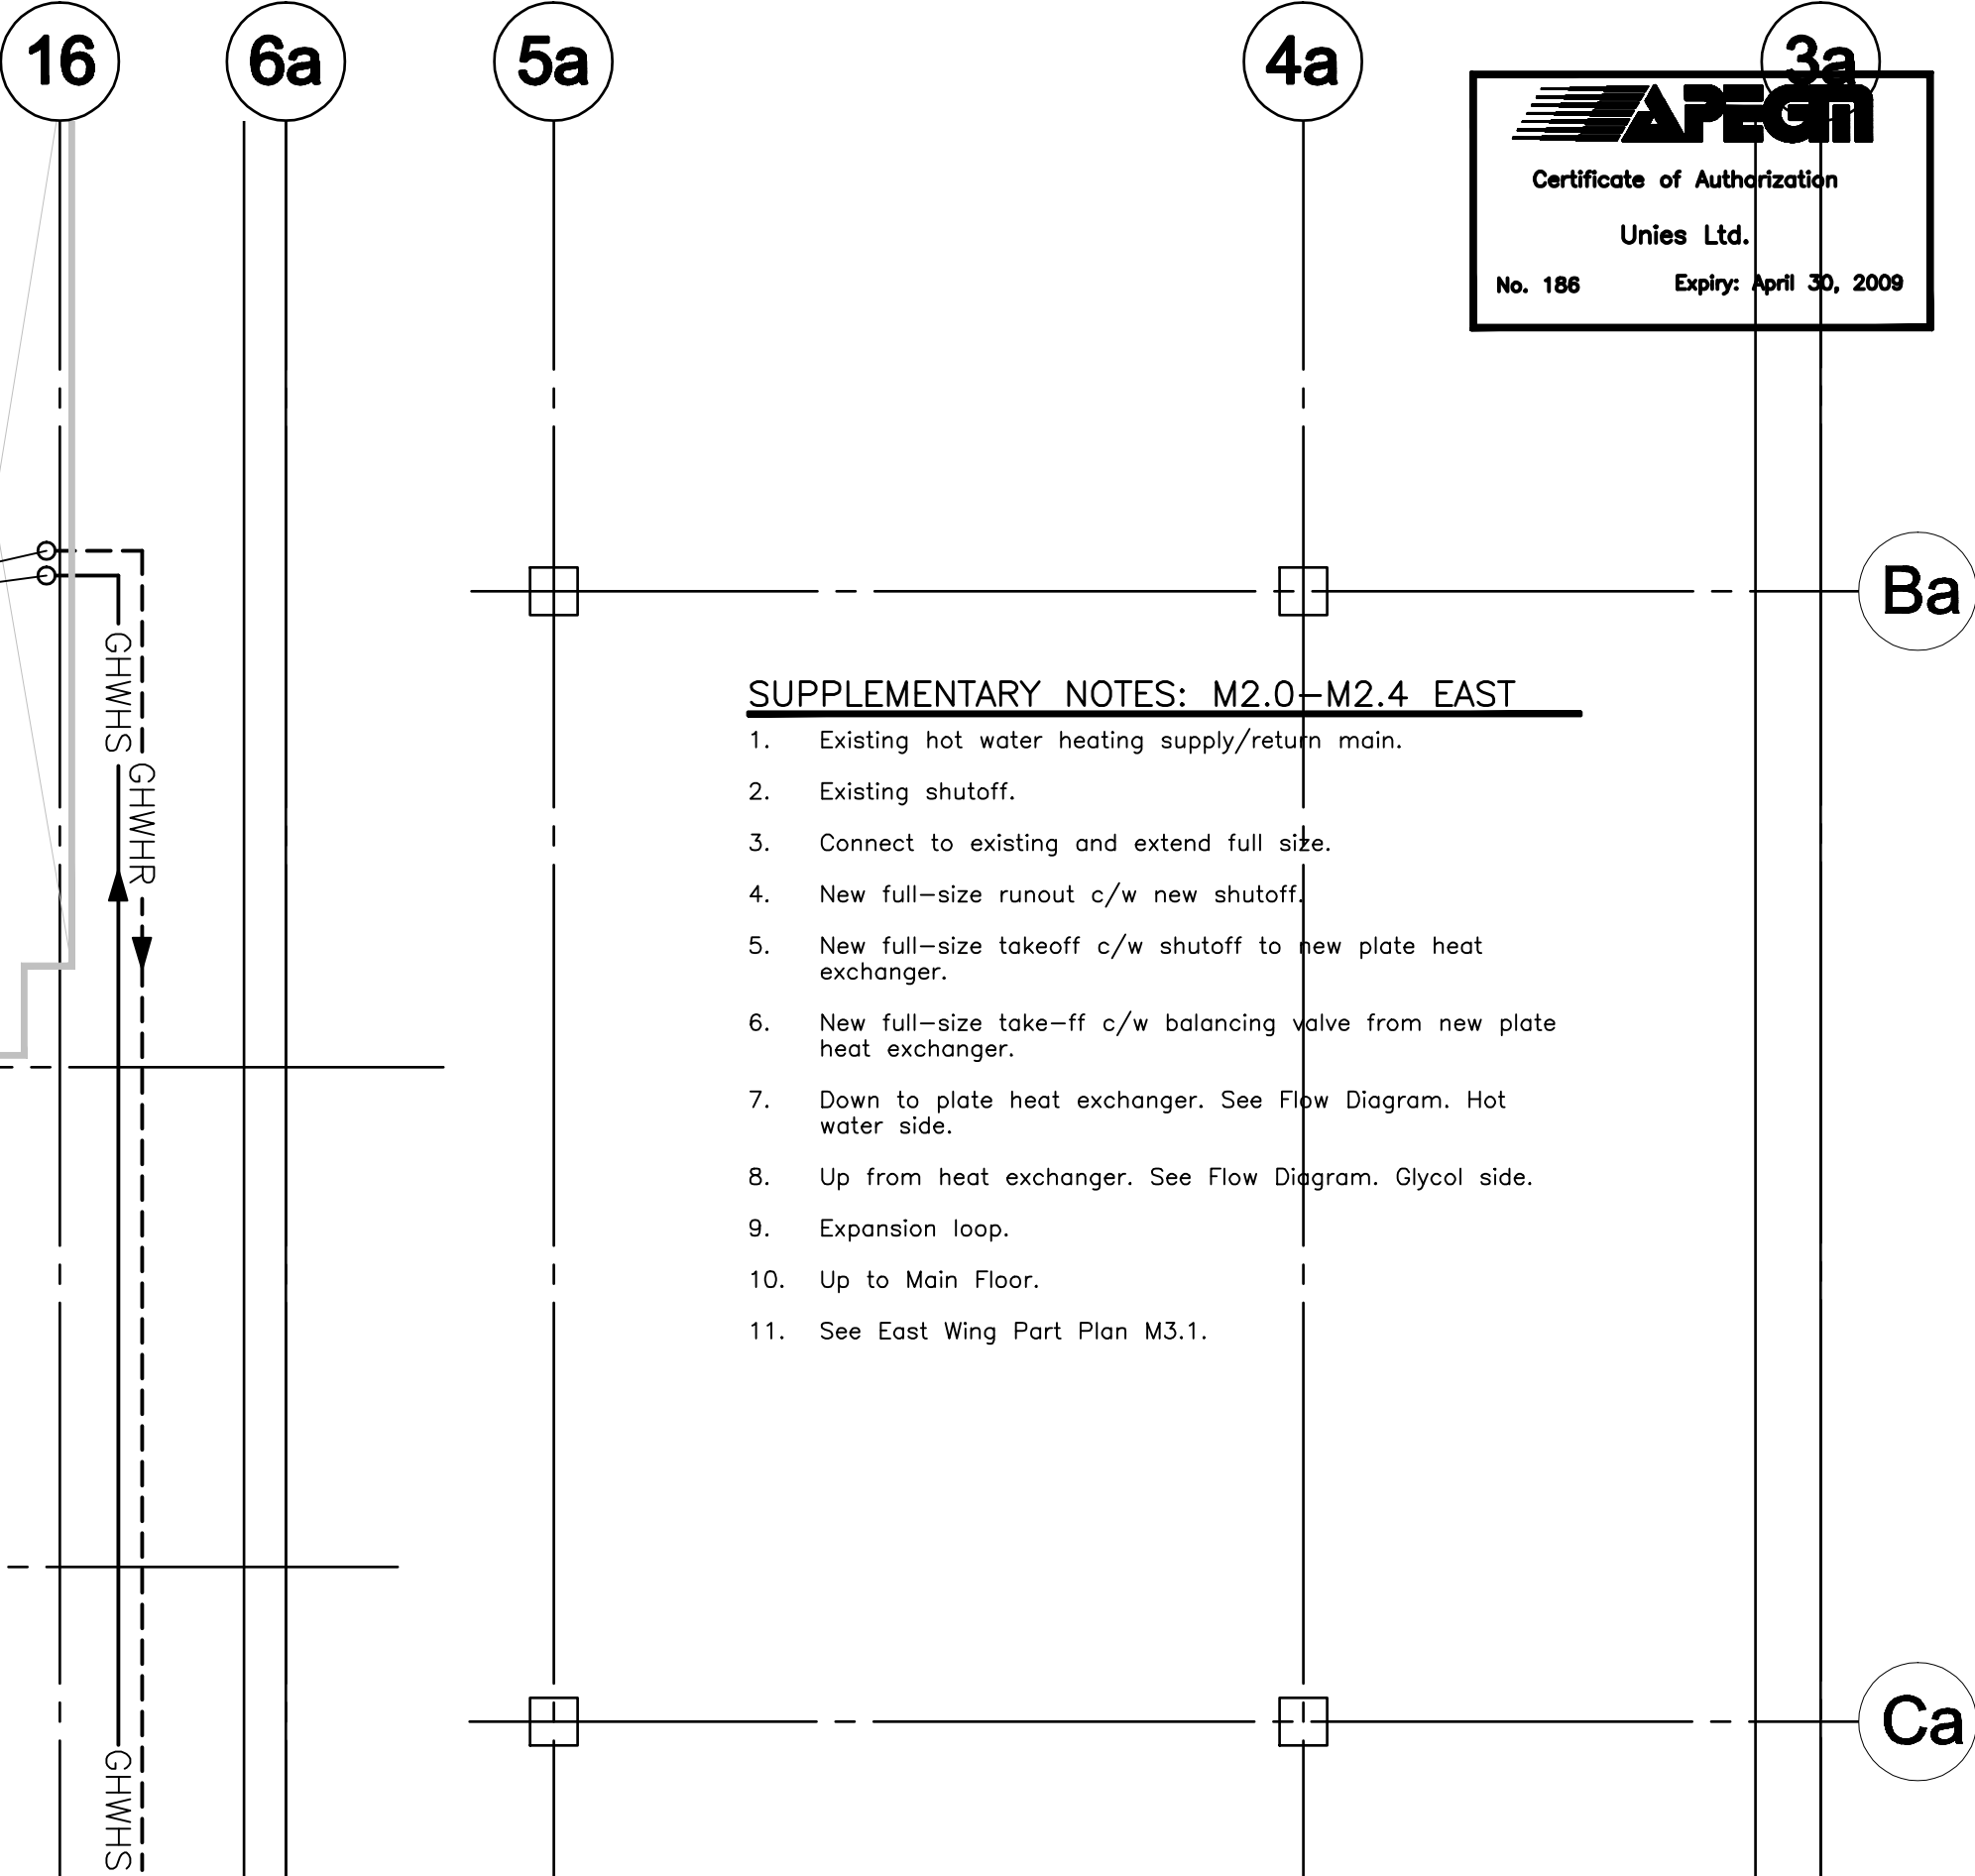 16
6a
5a
4a
3a
APEGM
Certificate of Authorization
Unies Ltd.
No. 186 Expiry: April 30, 2009
Ba
GHWHS
GHWHR
SUPPLEMENTARY NOTES: M2.0-M2.4 EAST
1. Existing hot water heating supply/return main.
2. Existing shutoff.
3. Connect to existing and extend full size.
4. New full-size runout c/w new shutoff.
5. New full-size takeoff c/w shutoff to new plate heat
exchanger.
6. New full-size take-ff c/w balancing valve from new plate
heat exchanger.
7. Down to plate heat exchanger. See Flow Diagram. Hot
water side.
8. Up from heat exchanger. See Flow Diagram. Glycol side.
9. Expansion loop.
10. Up to Main Floor.
11. See East Wing Part Plan M3.1.
Ca
GHWHS